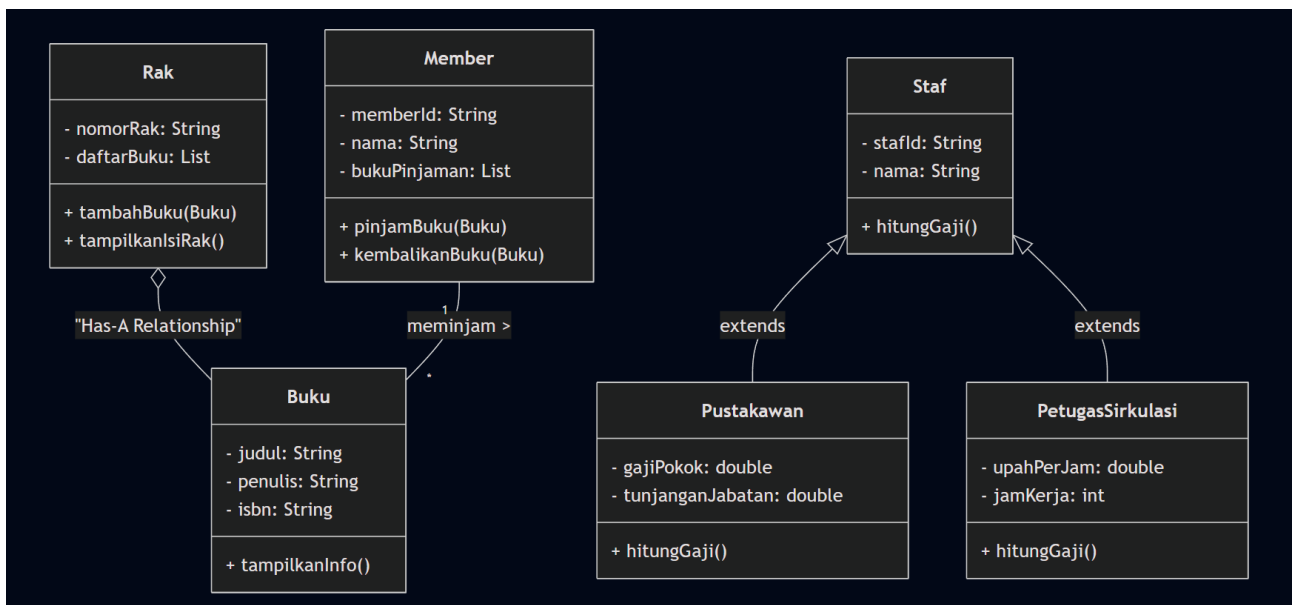 Rak
- nomorRak: String
- daftarBuku: List
+ tambahBuku(Buku)
+ tampilkanIsiRak()
Member
- memberId: String
- nama: String
- bukuPinjaman: List
+ pinjamBuku(Buku)
+ kembalikanBuku(Buku)
Staf
- stafId: String
- nama: String
+ hitungGaji()
"Has-A Relationship"
1
meminjam >
*
extends
extends
Buku
- judul: String
- penulis: String
- isbn: String
+ tampilkanInfo()
Pustakawan
- gajiPokok: double
- tunjanganJabatan: double
+ hitungGaji()
PetugasSirkulasi
- upahPerJam: double
- jamKerja: int
+ hitungGaji()